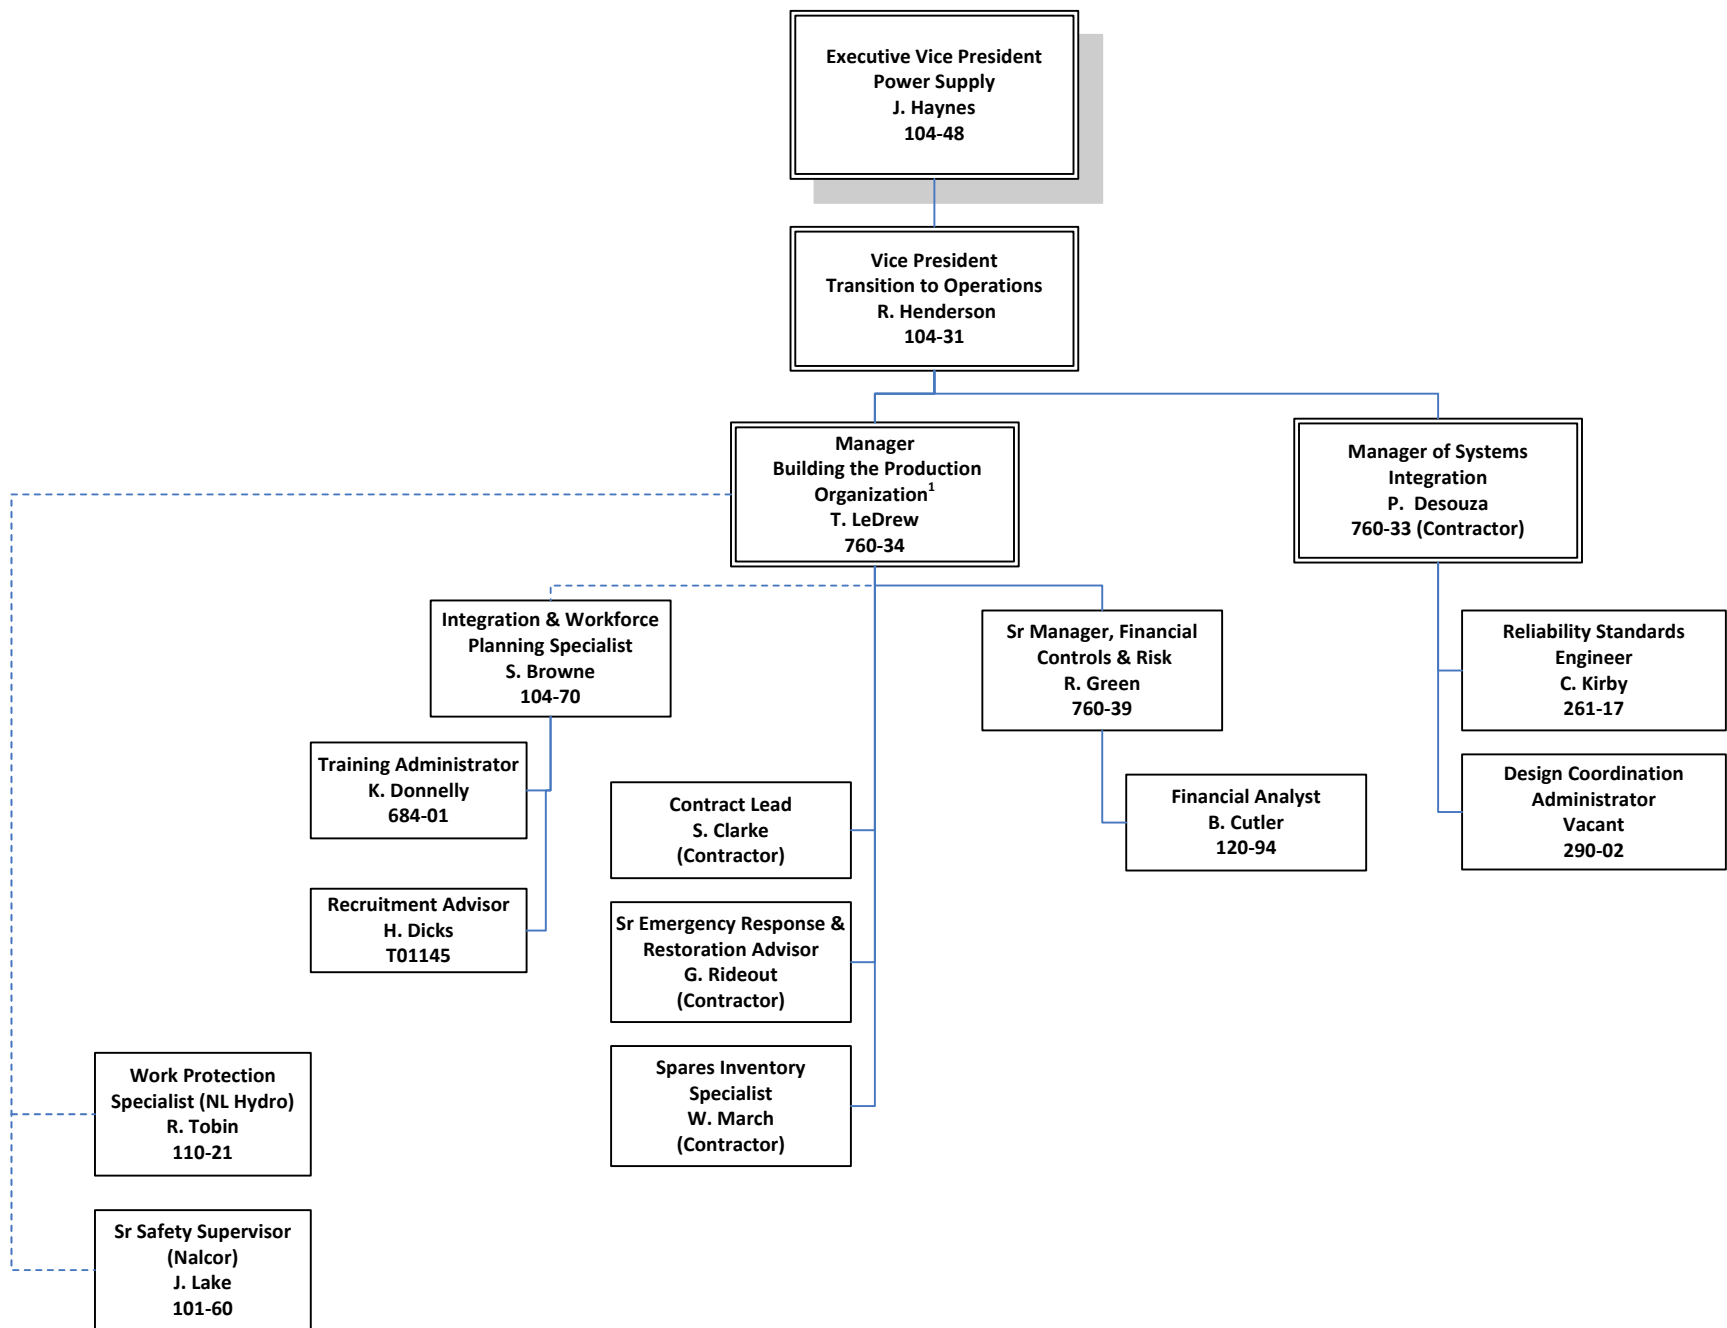 Executive Vice President
Power Supply
J. Haynes
104-48
Vice President
Transition to Operations
R. Henderson
104-31
Manager
Building the Production
Organization¹
T. LeDrew
760-34
Manager of Systems
Integration
P.  Desouza
760-33 (Contractor)
Integration & Workforce
Planning Specialist
S. Browne
104-70
Sr Manager, Financial
Controls & Risk
R. Green
760-39
Reliability Standards
Engineer
C. Kirby
261-17
Training Administrator
K. Donnelly
684-01
Contract Lead
S. Clarke
(Contractor)
Financial Analyst
B. Cutler
120-94
Design Coordination
Administrator
Vacant
290-02
Recruitment Advisor
H. Dicks
T01145
Sr Emergency Response &
Restoration Advisor
G. Rideout
(Contractor)
Spares Inventory
Specialist
W. March
(Contractor)
Work Protection
Specialist (NL Hydro)
R. Tobin
110-21
Sr Safety Supervisor
(Nalcor)
J. Lake
101-60